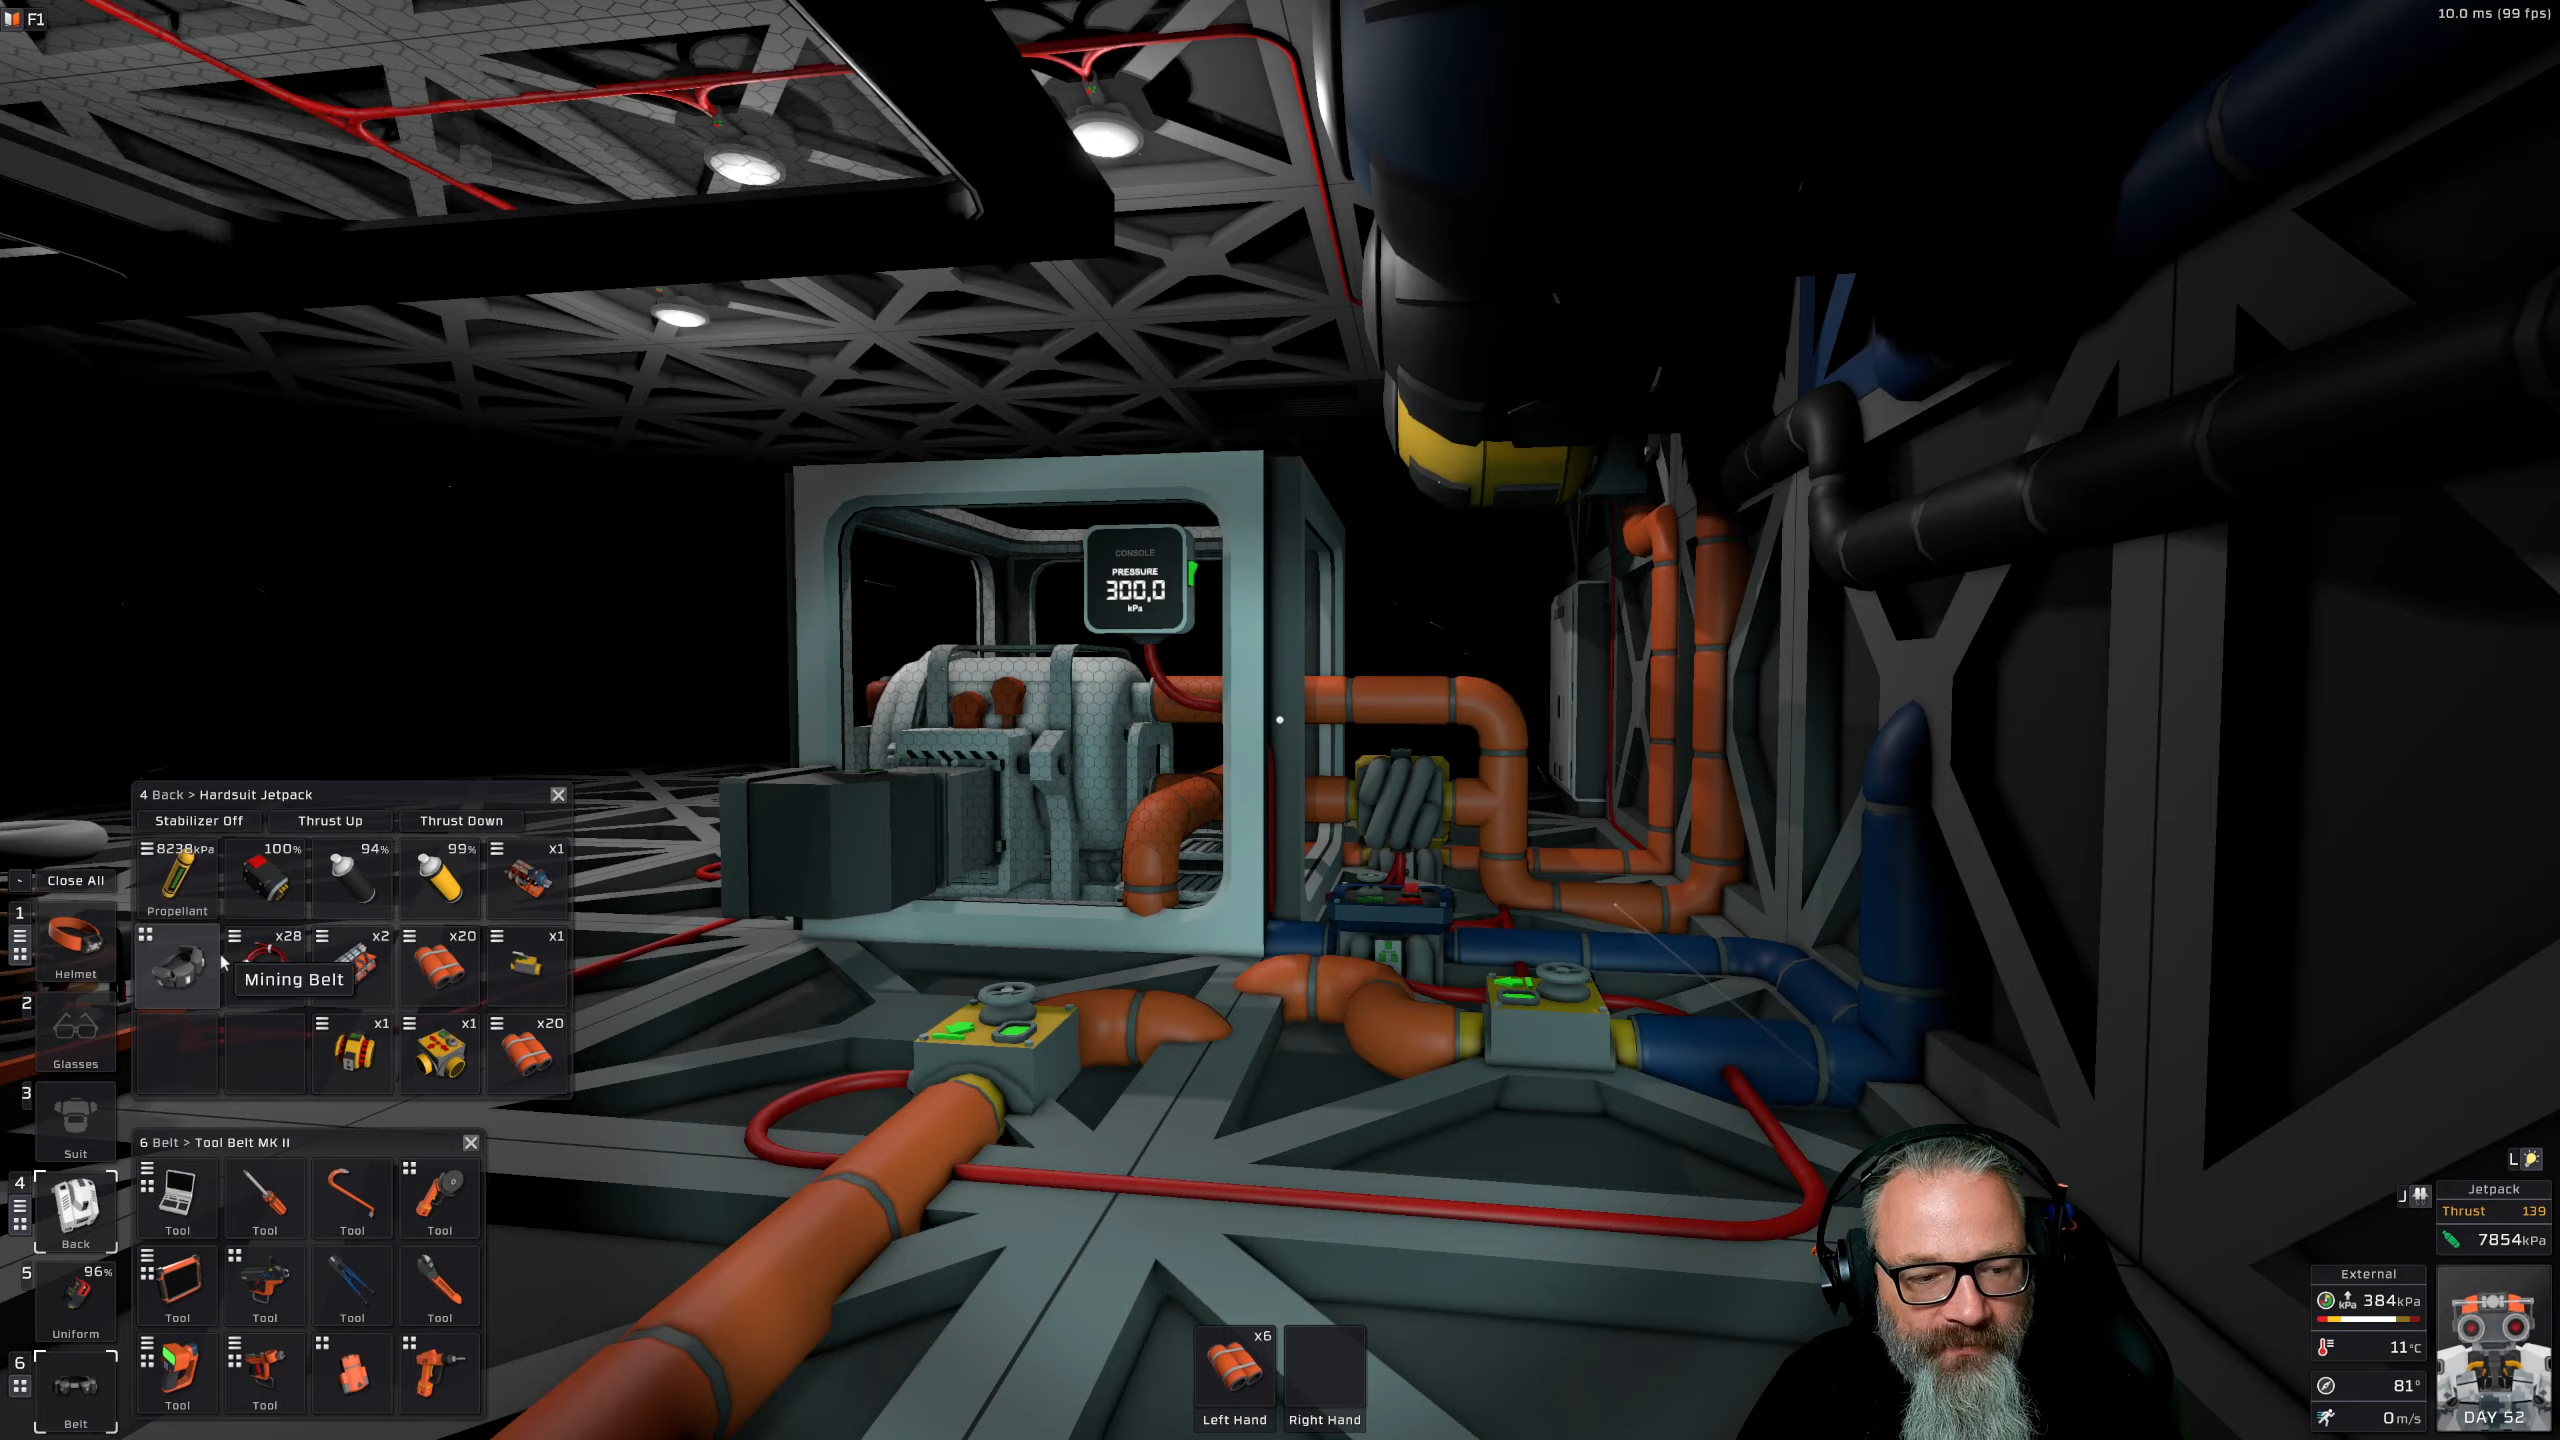 F1
10.0 ms (99 fps)
CONSOLE
PRESSURE
300,0
kPa
4 Back > Hardsuit Jetpack
Stabilizer Off Thrust Up Thrust Down
8238kPa 100% 94% 99% x1
Propellant
x28 x2 x20 x1
Mining Belt
x1 x1 x20
Close All
1
Helmet
2
Glasses
3
Suit
4
Back
5 96%
Uniform
6
Belt
6 Belt > Tool Belt MK II
Tool Tool Tool Tool
Tool Tool Tool Tool
Tool Tool
x6
Left Hand Right Hand
L
J
Jetpack
Thrust 139
7854kPa
External
kPa 384kPa
11°C
81°
0m/s
DAY 52